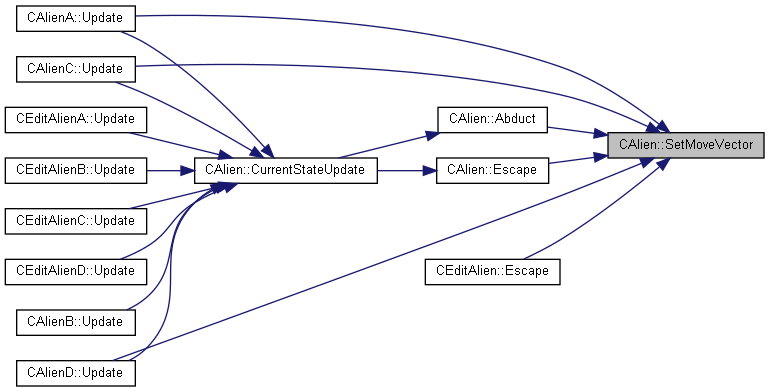 CAlienA::Update
CAlienC::Update
CEditAlienA::Update
CAlien::Abduct
CAlien::SetMoveVector
CEditAlienB::Update
CAlien::CurrentStateUpdate
CAlien::Escape
CEditAlienC::Update
CEditAlienD::Update
CEditAlien::Escape
CAlienB::Update
CAlienD::Update